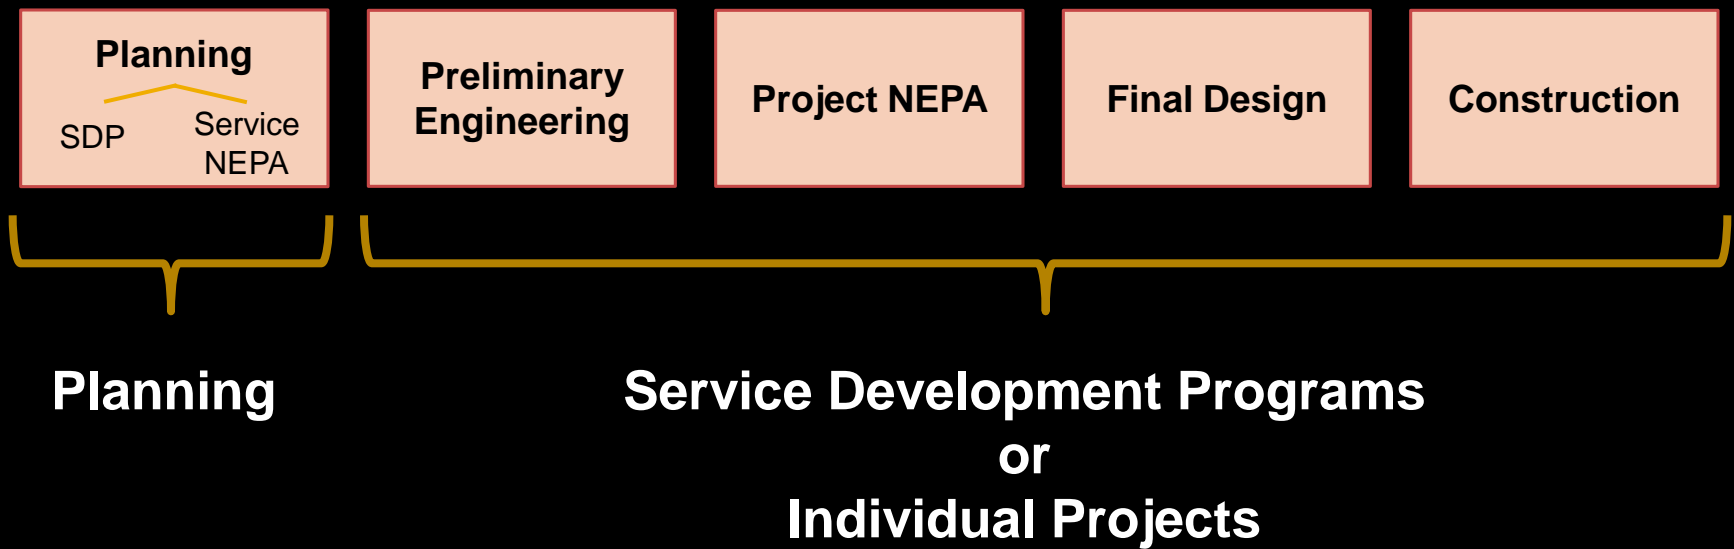 Planning
SDP
Service
NEPA
Preliminary
Engineering
Project NEPA
Final Design
Construction
Planning
Service Development Programs
or
Individual Projects